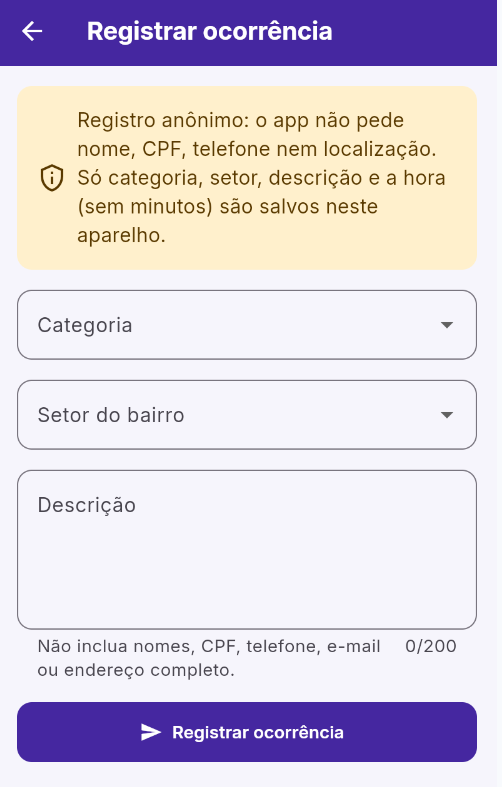 Registrar ocorrência
Registro anônimo: o app não pede
nome, CPF, telefone nem localização.
Só categoria, setor, descrição e a hora
(sem minutos) são salvos neste
aparelho.
Categoria
Setor do bairro
Descrição
Não inclua nomes, CPF, telefone, e-mail 0/200
ou endereço completo.
Registrar ocorrência